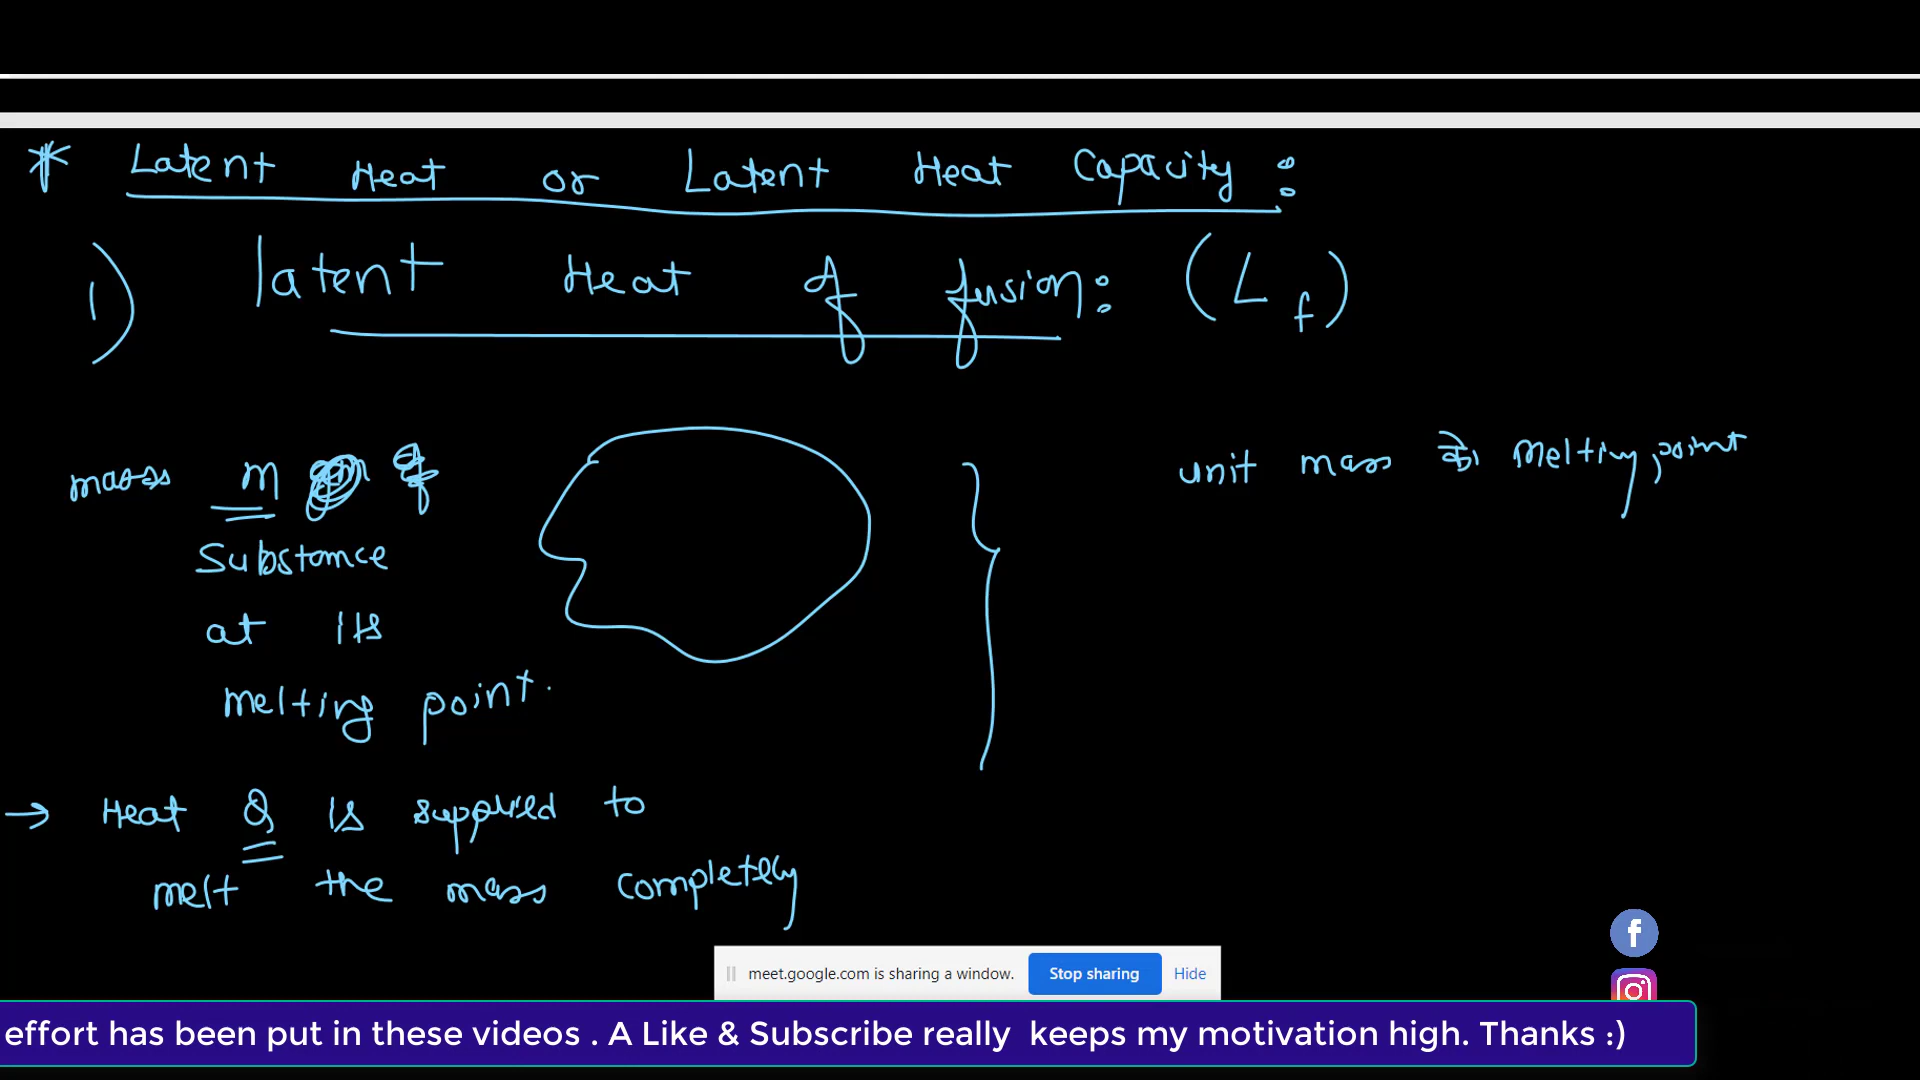 * Latent Heat or Latent Heat Capacity :
1) latent Heat of fusion: (Lf)
mass m of
Substance
at its
melting point.
unit mass को Melting point
→ Heat Q is supplied to
melt the mass completely
meet.google.com is sharing a window. Stop sharing Hide
effort has been put in these videos . A Like & Subscribe really keeps my motivation high. Thanks :)